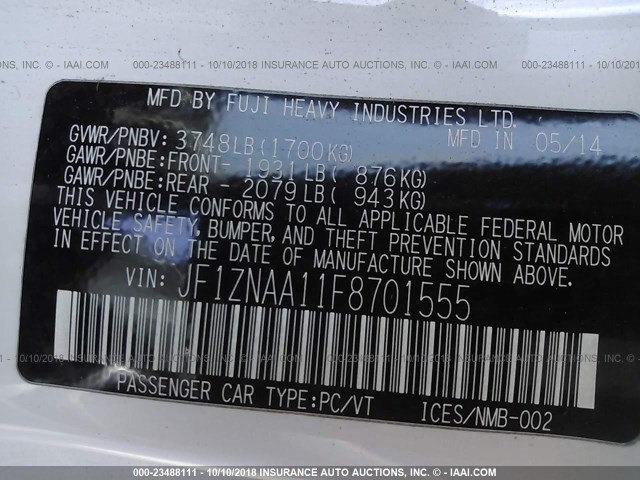 000-23488111 - 10/10/2018 INSURANCE AUTO AUCTIONS, INC. © - IAAI.COM
MFD BY FUJI HEAVY INDUSTRIES LTD.
GVWR/PNBV: 3748LB(1700KG) MFD IN 05/14
GAWR/PNBE:FRONT- 1931LB( 876KG)
GAWR/PNBE:REAR - 2079LB( 943KG)
THIS VEHICLE CONFORMS TO ALL APPLICABLE FEDERAL MOTOR
VEHICLE SAFETY, BUMPER, AND THEFT PREVENTION STANDARDS
IN EFFECT ON THE DATE OF MANUFACTURE SHOWN ABOVE.
VIN: JF1ZNAA11F8701555
PASSENGER CAR TYPE:PC/VT ICES/NMB-002
000-23488111 - 10/10/2018 INSURANCE AUTO AUCTIONS, INC. © - IAAI.COM